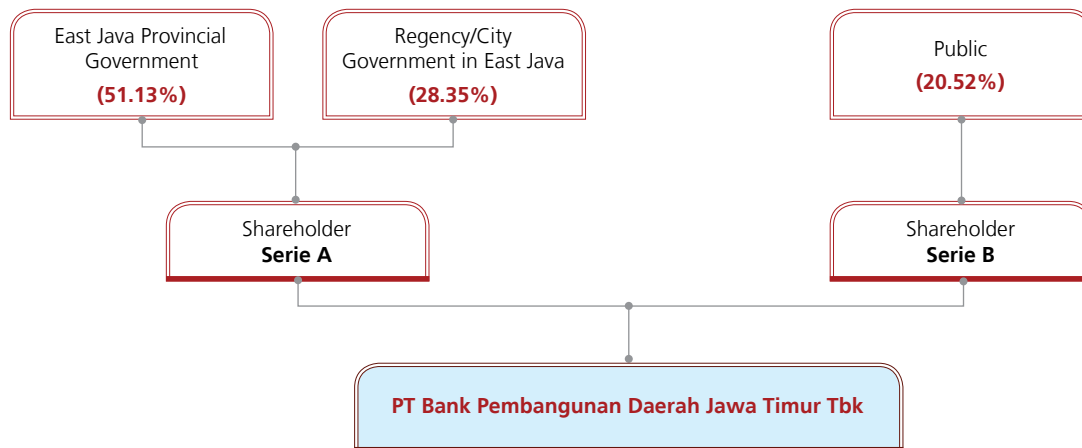 East Java Provincial
Government
(51.13%)
Regency/City
Government in East Java
(28.35%)
Public
(20.52%)
Shareholder
Serie A
Shareholder
Serie B
PT Bank Pembangunan Daerah Jawa Timur Tbk